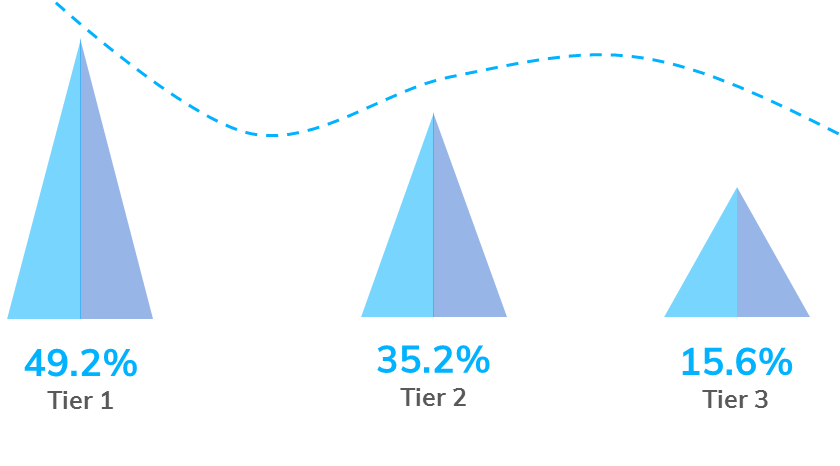 49.2%
Tier 1
35.2%
Tier 2
15.6%
Tier 3